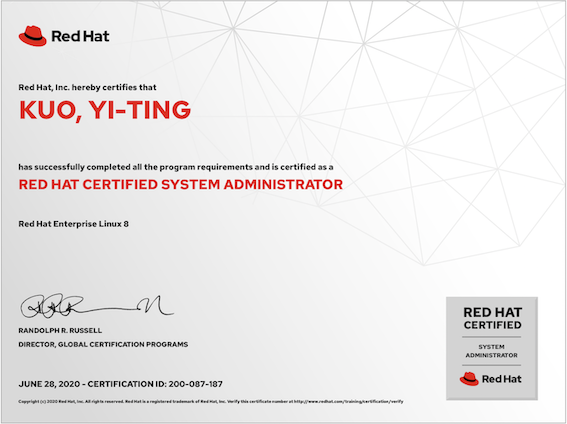 Red Hat
Red Hat, Inc. hereby certifies that
KUO, YI-TING
has successfully completed all the program requirements and is certified as a
RED HAT CERTIFIED SYSTEM ADMINISTRATOR
Red Hat Enterprise Linux 8
RANDOLPH R. RUSSELL
DIRECTOR, GLOBAL CERTIFICATION PROGRAMS
JUNE 28, 2020 - CERTIFICATION ID: 200-087-187
Copyright (c) 2020 Red Hat, Inc. All rights reserved. Red Hat is a registered trademark of Red Hat, Inc. Verify this certificate number at http://www.redhat.com/training/certification/verify
RED HAT
CERTIFIED
SYSTEM
ADMINISTRATOR
Red Hat